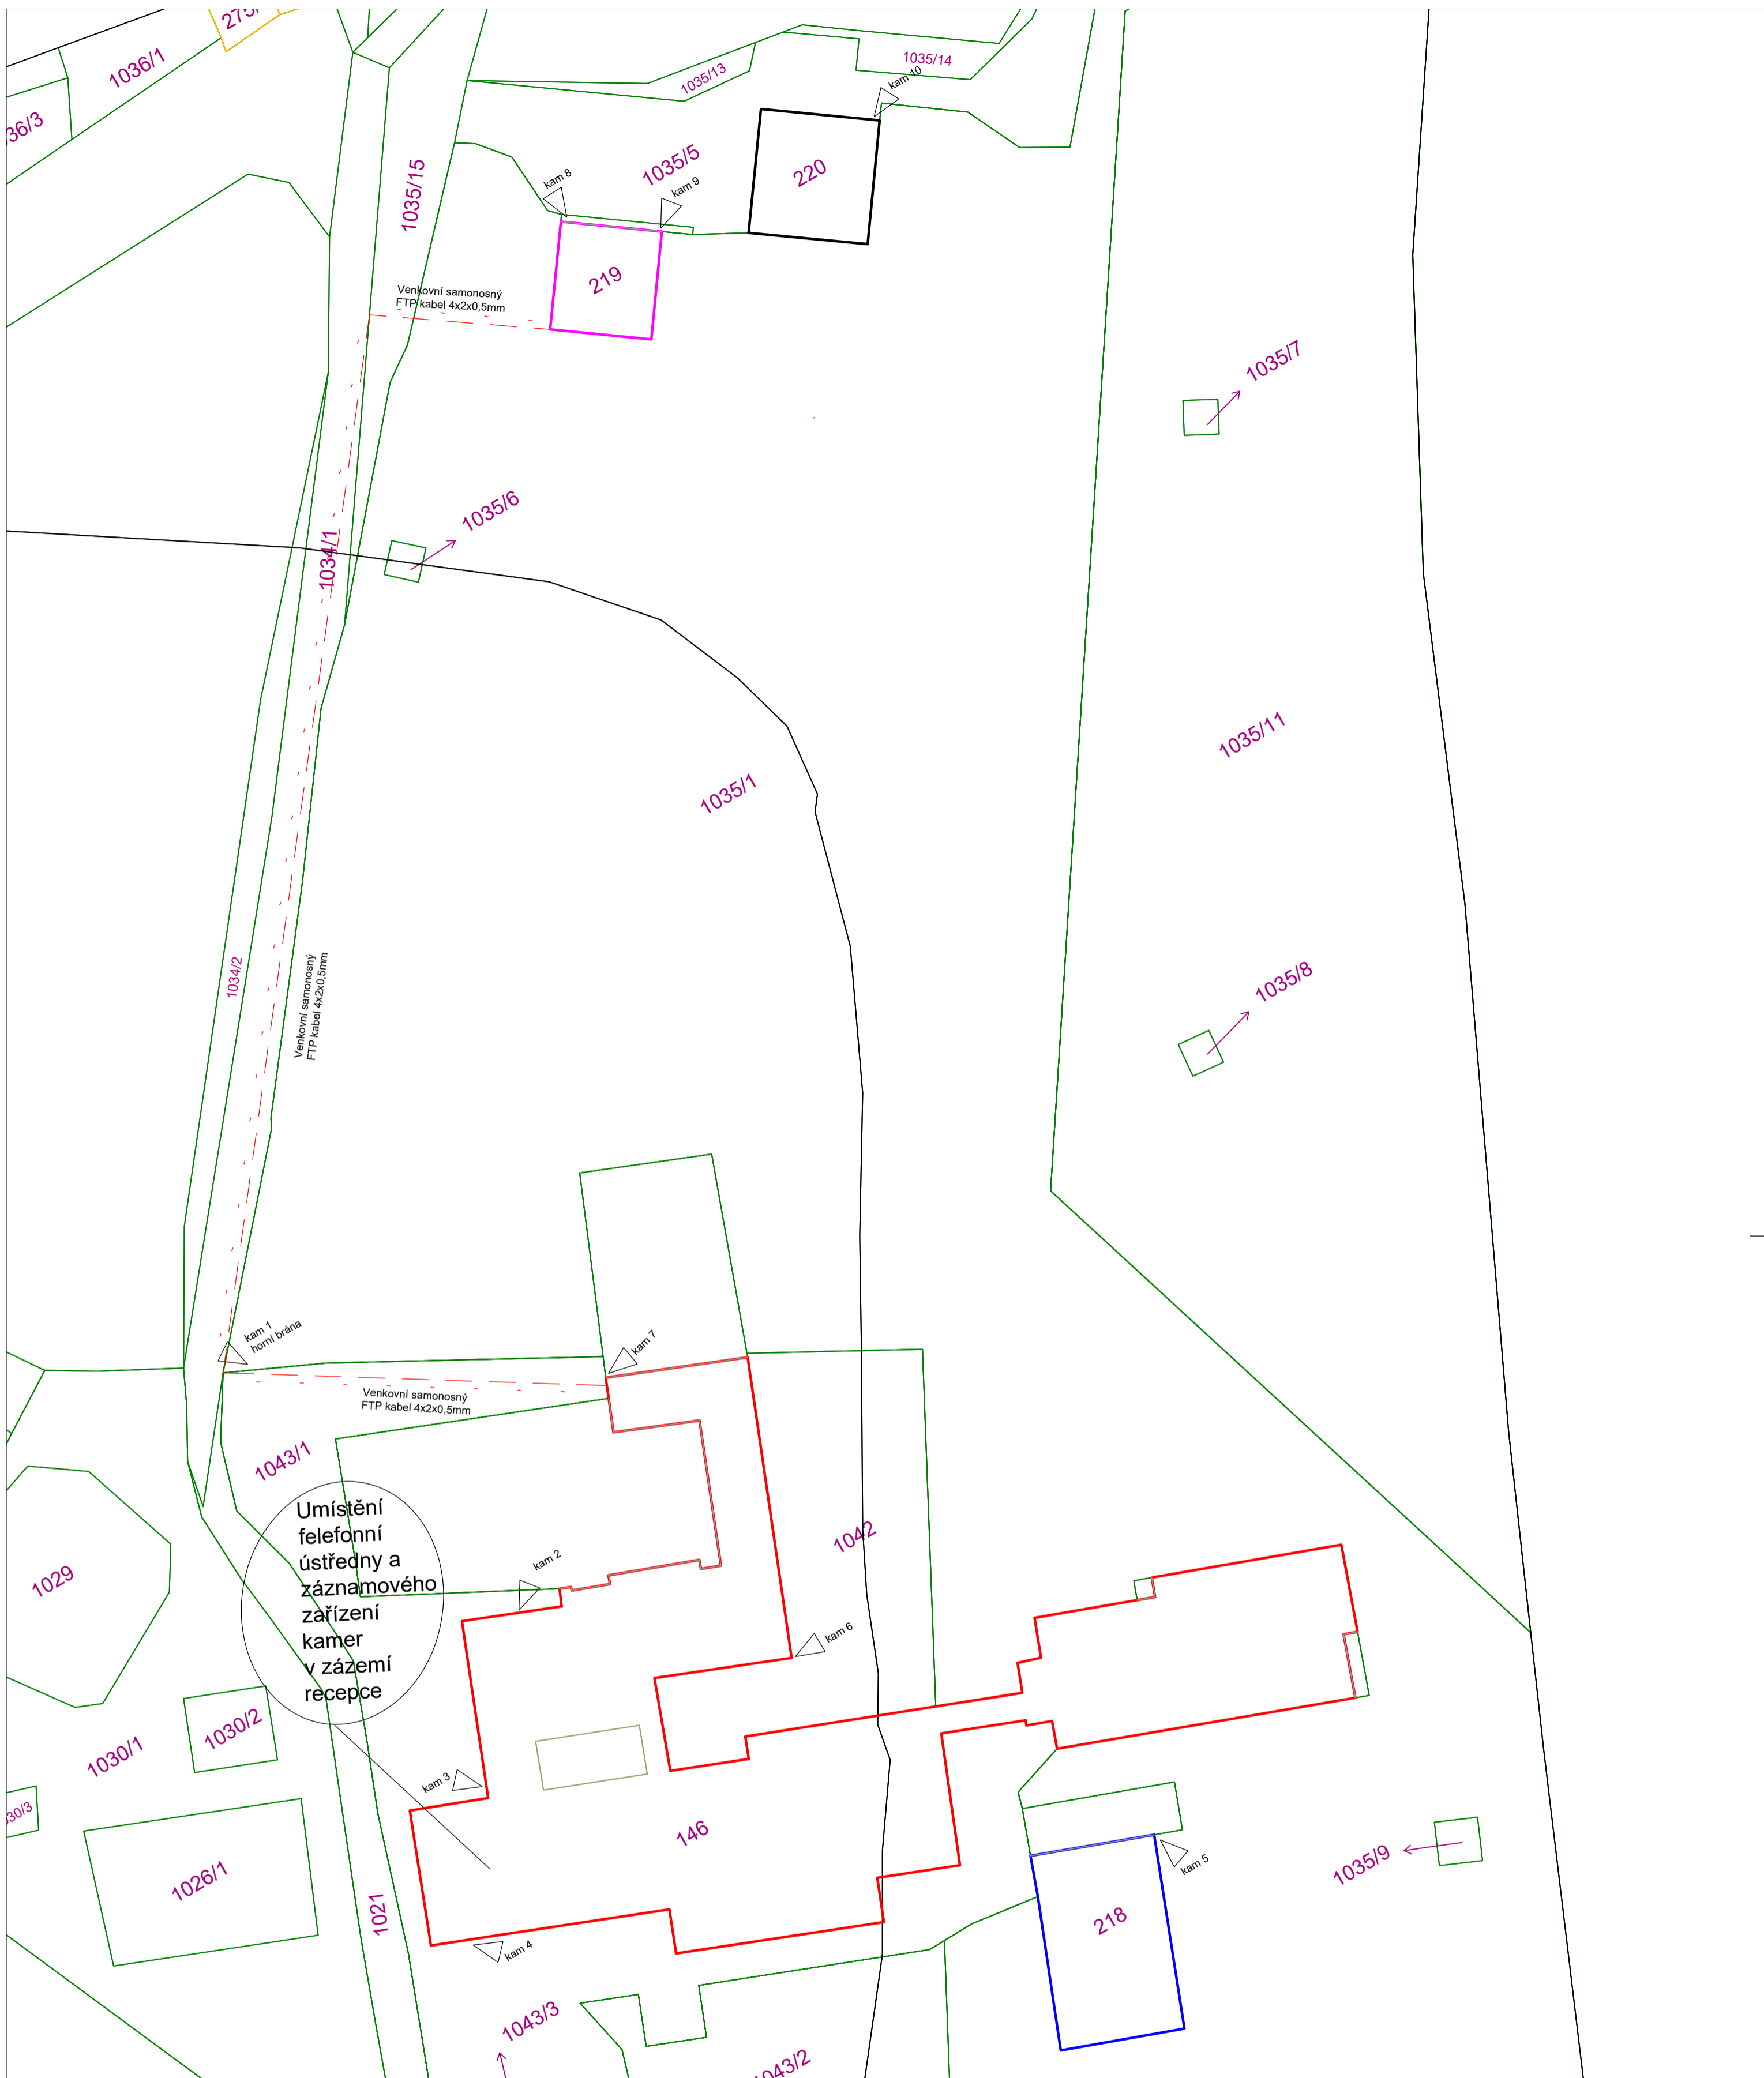 1036/1
1035/13
1035/14
kam 10
1035/15
1035/5
220
kam 8
kam 9
219
Venkovní samonosný
FTP kabel 4x2x0,5mm
1035/7
1035/6
1034/1
1035/11
1035/1
1034/2
Venkovní samonosný
FTP kabel 4x2x0,5mm
1035/8
kam 1
horní brána
kam 7
Venkovní samonosný
FTP kabel 4x2x0,5mm
1043/1
Umístění
felefonní
ústředny a
záznamového
zařízení
kamer
v zázemí
recepce
1042
kam 2
1029
kam 6
1030/2
1030/1
kam 3
146
1026/1
1021
kam 5
1035/9
218
kam 4
1043/3